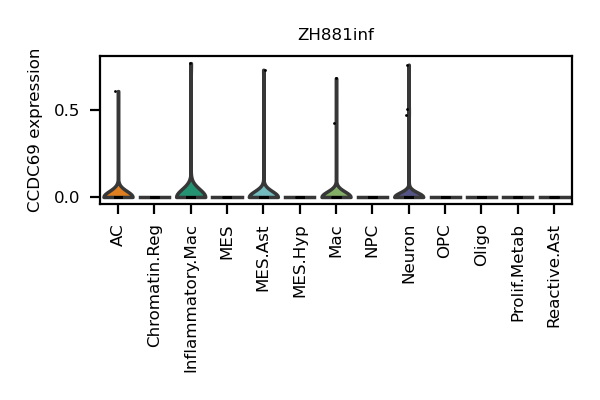 ZH881inf
CCDC69 expression
0.5
0.0
AC
Chromatin.Reg
Inflammatory.Mac
MES
MES.Ast
MES.Hyp
Mac
NPC
Neuron
OPC
Oligo
Prolif.Metab
Reactive.Ast